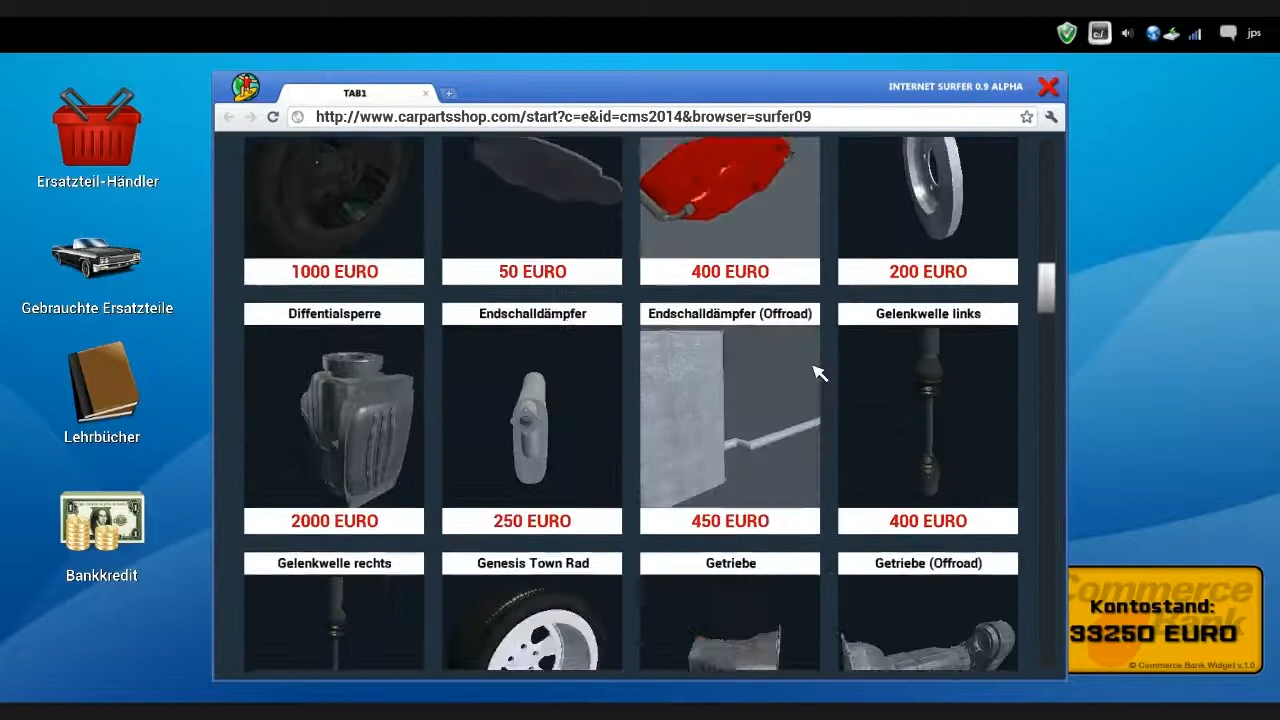 jps
TAB1
INTERNET SURFER 0.9 ALPHA
http://www.carpartsshop.com/start?c=e&id=cms2014&browser=surfer09
Ersatzteil-Händler
Gebrauchte Ersatzteile
Lehrbücher
Bankkredit
1000 EURO
50 EURO
400 EURO
200 EURO
Diffentialsperre
Endschalldämpfer
Endschalldämpfer (Offroad)
Gelenkwelle links
2000 EURO
250 EURO
450 EURO
400 EURO
Gelenkwelle rechts
Genesis Town Rad
Getriebe
Getriebe (Offroad)
Commerce
Bank
Kontostand:
33250 EURO
© Commerce Bank Widget v.1.0